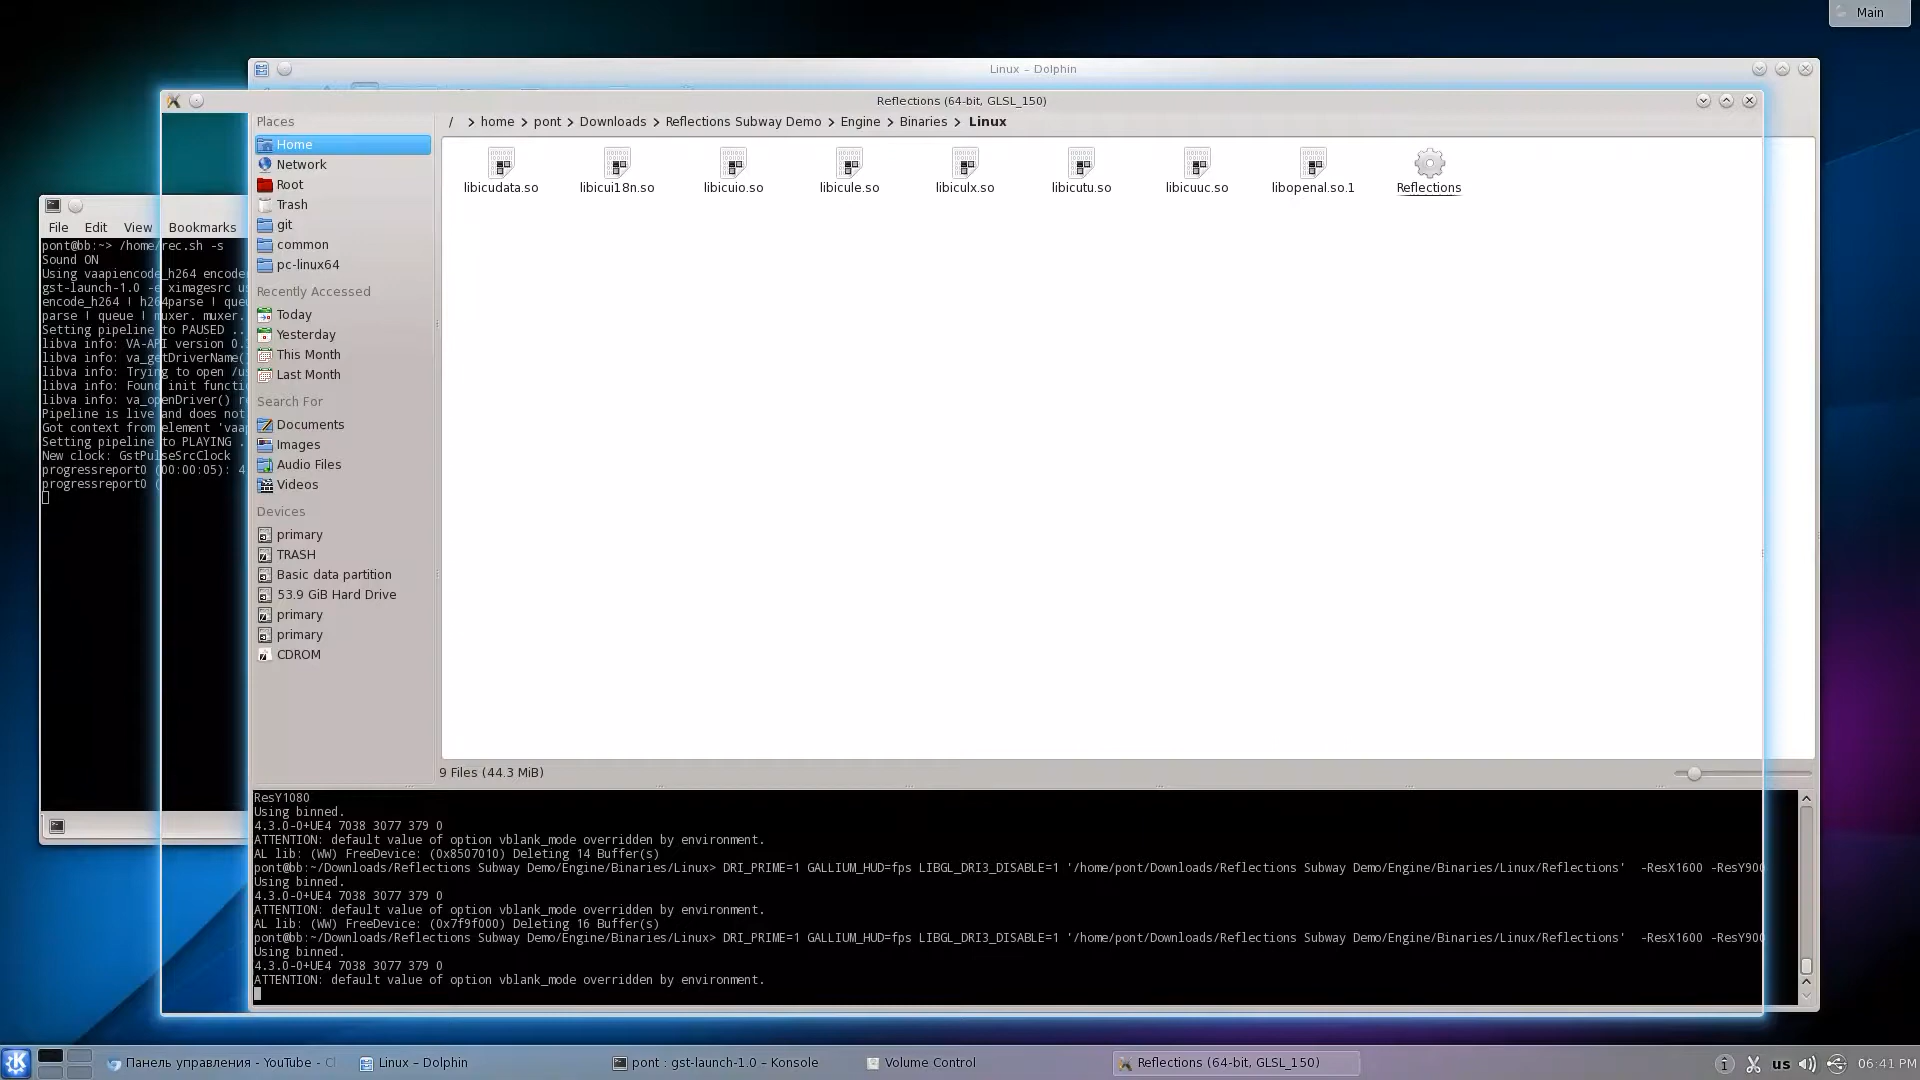 Main
Linux – Dolphin
Reflections (64-bit, GLSL_150)
Places
Home
Network
Root
Trash
git
common
pc-linux64
Recently Accessed
Today
Yesterday
This Month
Last Month
Search For
Documents
Images
Audio Files
Videos
Devices
primary
TRASH
Basic data partition
53.9 GiB Hard Drive
primary
primary
CDROM
/ > home > pont > Downloads > Reflections Subway Demo > Engine > Binaries > Linux
libicudata.so
libicui18n.so
libicuio.so
libicule.so
libiculx.so
libicutu.so
libicuuc.so
libopenal.so.1
Reflections
9 Files (44.3 MiB)
File Edit View Bookmarks
pont@bb:~> /home/rec.sh -s
Sound ON
Using vaapiencode_h264 encode
gst-launch-1.0 -e ximagesrc us
encode_h264 ! h264parse ! que
parse ! queue ! muxer. muxer.
Setting pipeline to PAUSED ..
libva info: VA-API version 0.
libva info: va_getDriverName()
libva info: Trying to open /us
libva info: Found init functi
libva info: va_openDriver() r
Pipeline is live and does not
Got context from element 'vaa
Setting pipeline to PLAYING .
New clock: GstPulseSrcClock
progressreport0 (00:00:05): 4
progressreport0 (
ResY1080
Using binned.
4.3.0-0+UE4 7038 3077 379 0
ATTENTION: default value of option vblank_mode overridden by environment.
AL lib: (WW) FreeDevice: (0x8507010) Deleting 14 Buffer(s)
pont@bb:~/Downloads/Reflections Subway Demo/Engine/Binaries/Linux> DRI_PRIME=1 GALLIUM_HUD=fps LIBGL_DRI3_DISABLE=1 '/home/pont/Downloads/Reflections Subway Demo/Engine/Binaries/Linux/Reflections'  -ResX1600 -ResY900
Using binned.
4.3.0-0+UE4 7038 3077 379 0
ATTENTION: default value of option vblank_mode overridden by environment.
AL lib: (WW) FreeDevice: (0x7f9f000) Deleting 16 Buffer(s)
pont@bb:~/Downloads/Reflections Subway Demo/Engine/Binaries/Linux> DRI_PRIME=1 GALLIUM_HUD=fps LIBGL_DRI3_DISABLE=1 '/home/pont/Downloads/Reflections Subway Demo/Engine/Binaries/Linux/Reflections'  -ResX1600 -ResY900
Using binned.
4.3.0-0+UE4 7038 3077 379 0
ATTENTION: default value of option vblank_mode overridden by environment.
Панель управления - YouTube - C
Linux – Dolphin
pont : gst-launch-1.0 – Konsole
Volume Control
Reflections (64-bit, GLSL_150)
us
06:41 PM